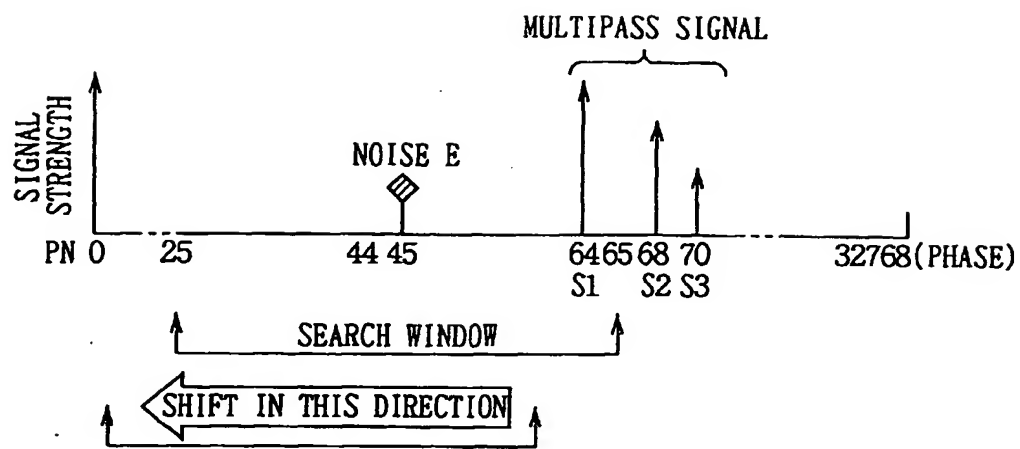 MULTIPASS SIGNAL
SIGNAL
STRENGTH
NOISE E
PN 0 25 44 45 64 65 68 70 32768(PHASE)
S1 S2 S3
SEARCH WINDOW
SHIFT IN THIS DIRECTION